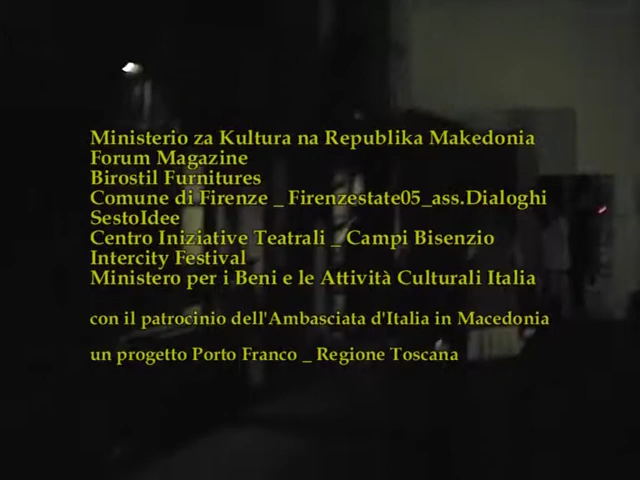 Ministerio za Kultura na Republika Makedonia
Forum Magazine
Birostil Furnitures
Comune di Firenze _ Firenzestate05_ass.Dialoghi
SestoIdee
Centro Iniziative Teatrali _ Campi Bisenzio
Intercity Festival
Ministero per i Beni e le Attività Culturali Italia
con il patrocinio dell'Ambasciata d'Italia in Macedonia
un progetto Porto Franco _ Regione Toscana